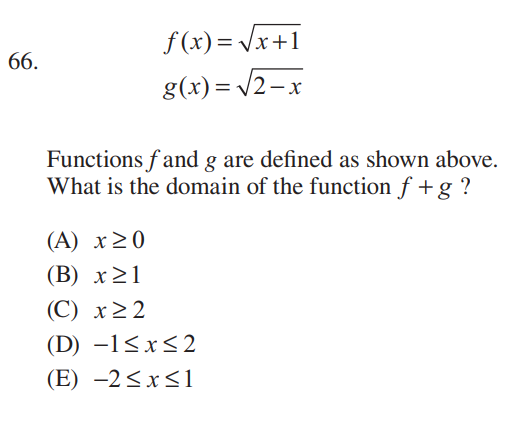 f(x)=√x+1
66.
g(x)=√2−x
Functions f and g are defined as shown above.
What is the domain of the function f+g ?
(A) x≥0
(B) x≥1
(C) x≥2
(D) −1≤x≤2
(E) −2≤x≤1